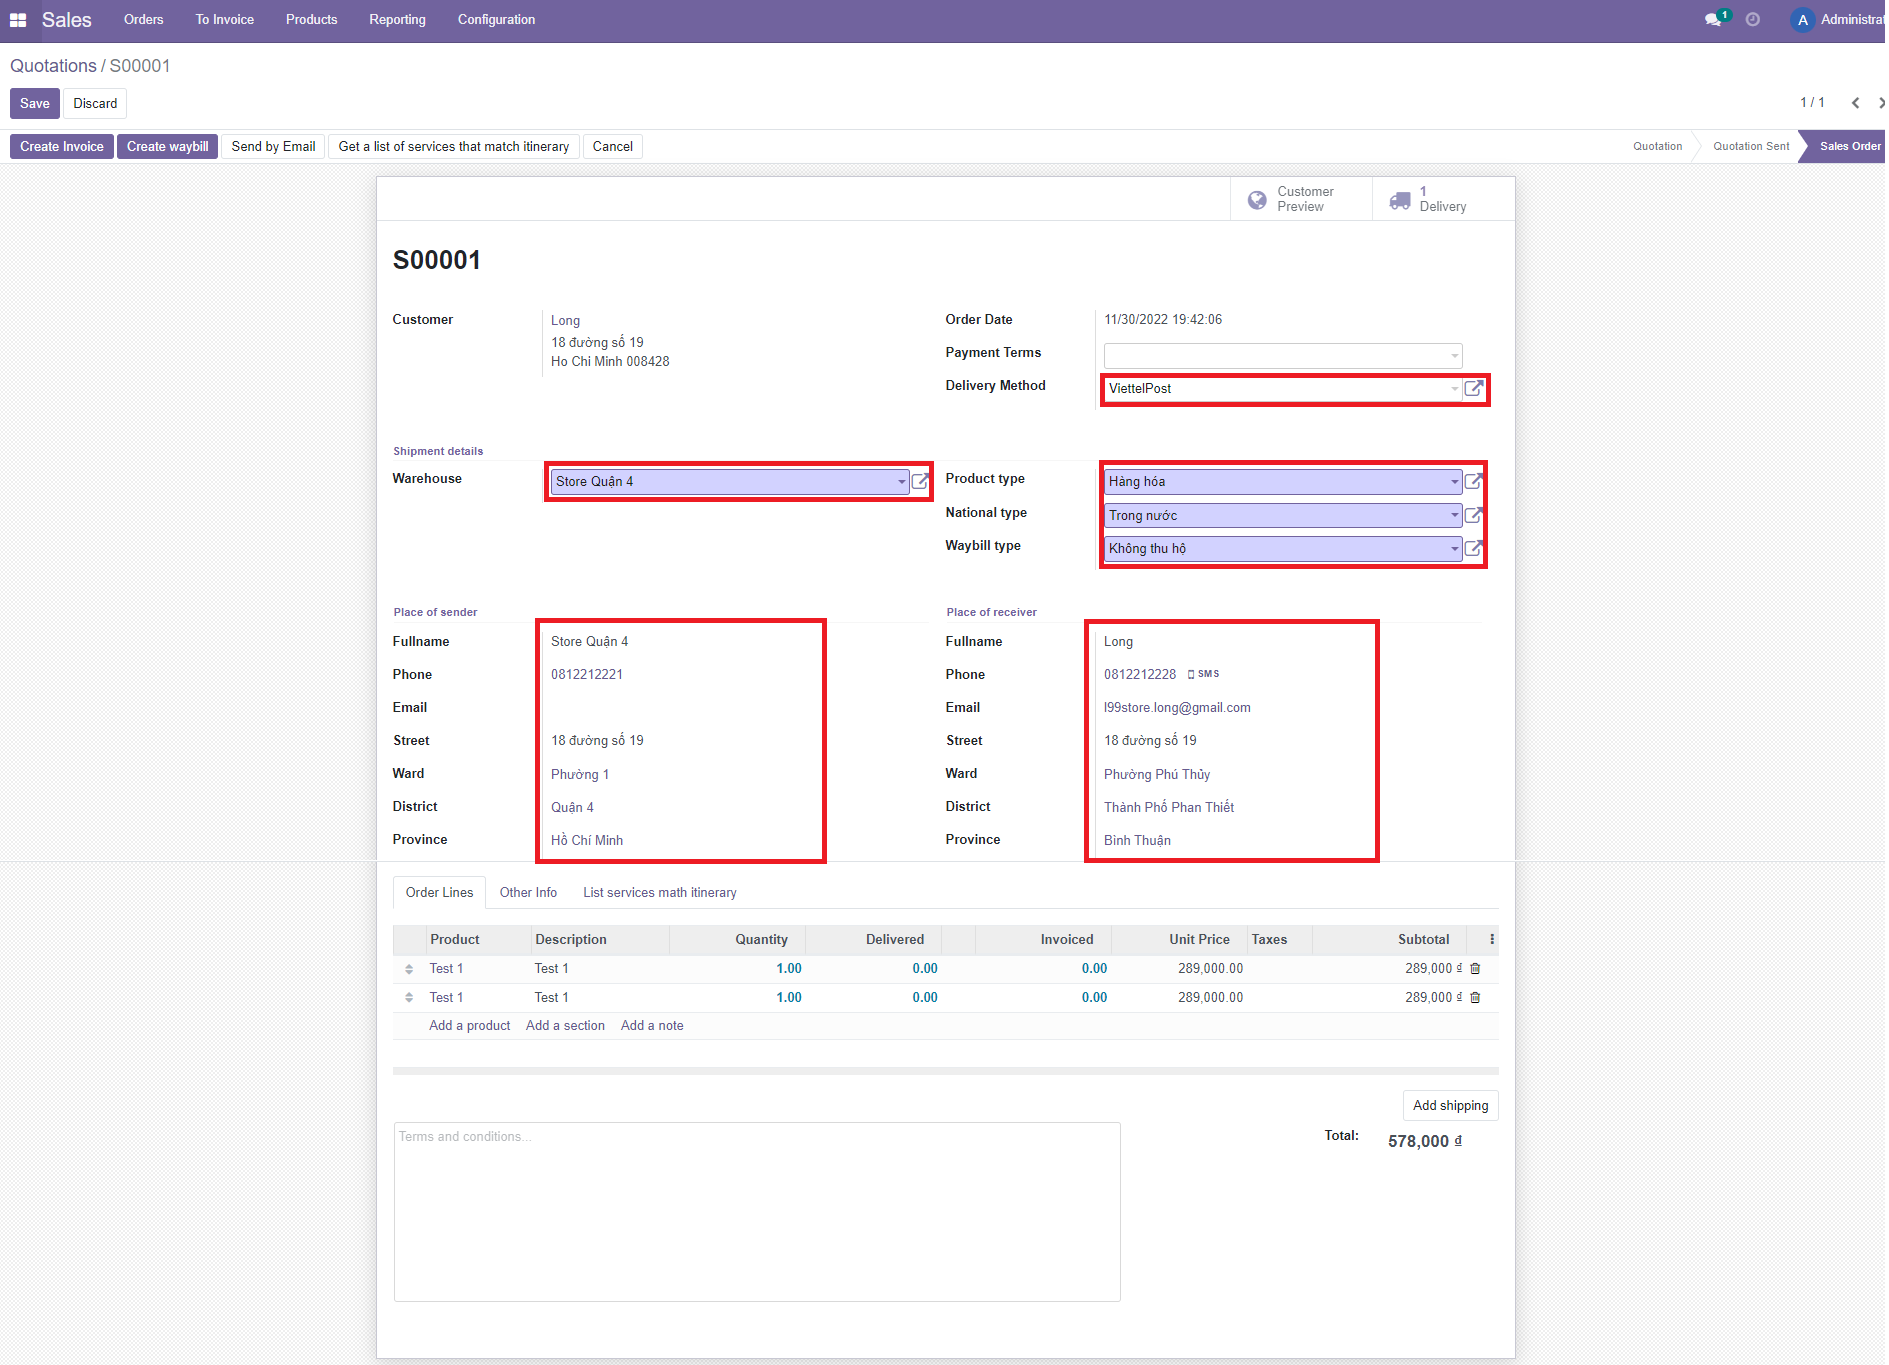 Sales Orders To Invoice Products Reporting Configuration 1 A Administrat
Quotations / S00001
Save Discard 1 / 1
Create Invoice Create waybill Send by Email Get a list of services that match itinerary Cancel Quotation Quotation Sent Sales Order
Customer Preview 1 Delivery
S00001
Customer Long
18 đường số 19
Ho Chi Minh 008428
Order Date 11/30/2022 19:42:06
Payment Terms
Delivery Method ViettelPost
Shipment details
Warehouse Store Quận 4
Product type Hàng hóa
National type Trong nước
Waybill type Không thu hộ
Place of sender
Fullname Store Quận 4
Phone 0812212221
Email
Street 18 đường số 19
Ward Phường 1
District Quận 4
Province Hồ Chí Minh
Place of receiver
Fullname Long
Phone 0812212228 SMS
Email l99store.long@gmail.com
Street 18 đường số 19
Ward Phường Phú Thủy
District Thành Phố Phan Thiết
Province Bình Thuận
Order Lines Other Info List services math itinerary
Product Description Quantity Delivered Invoiced Unit Price Taxes Subtotal
Test 1 Test 1 1.00 0.00 0.00 289,000.00 289,000 ₫
Test 1 Test 1 1.00 0.00 0.00 289,000.00 289,000 ₫
Add a product Add a section Add a note
Add shipping
Terms and conditions...
Total: 578,000 ₫